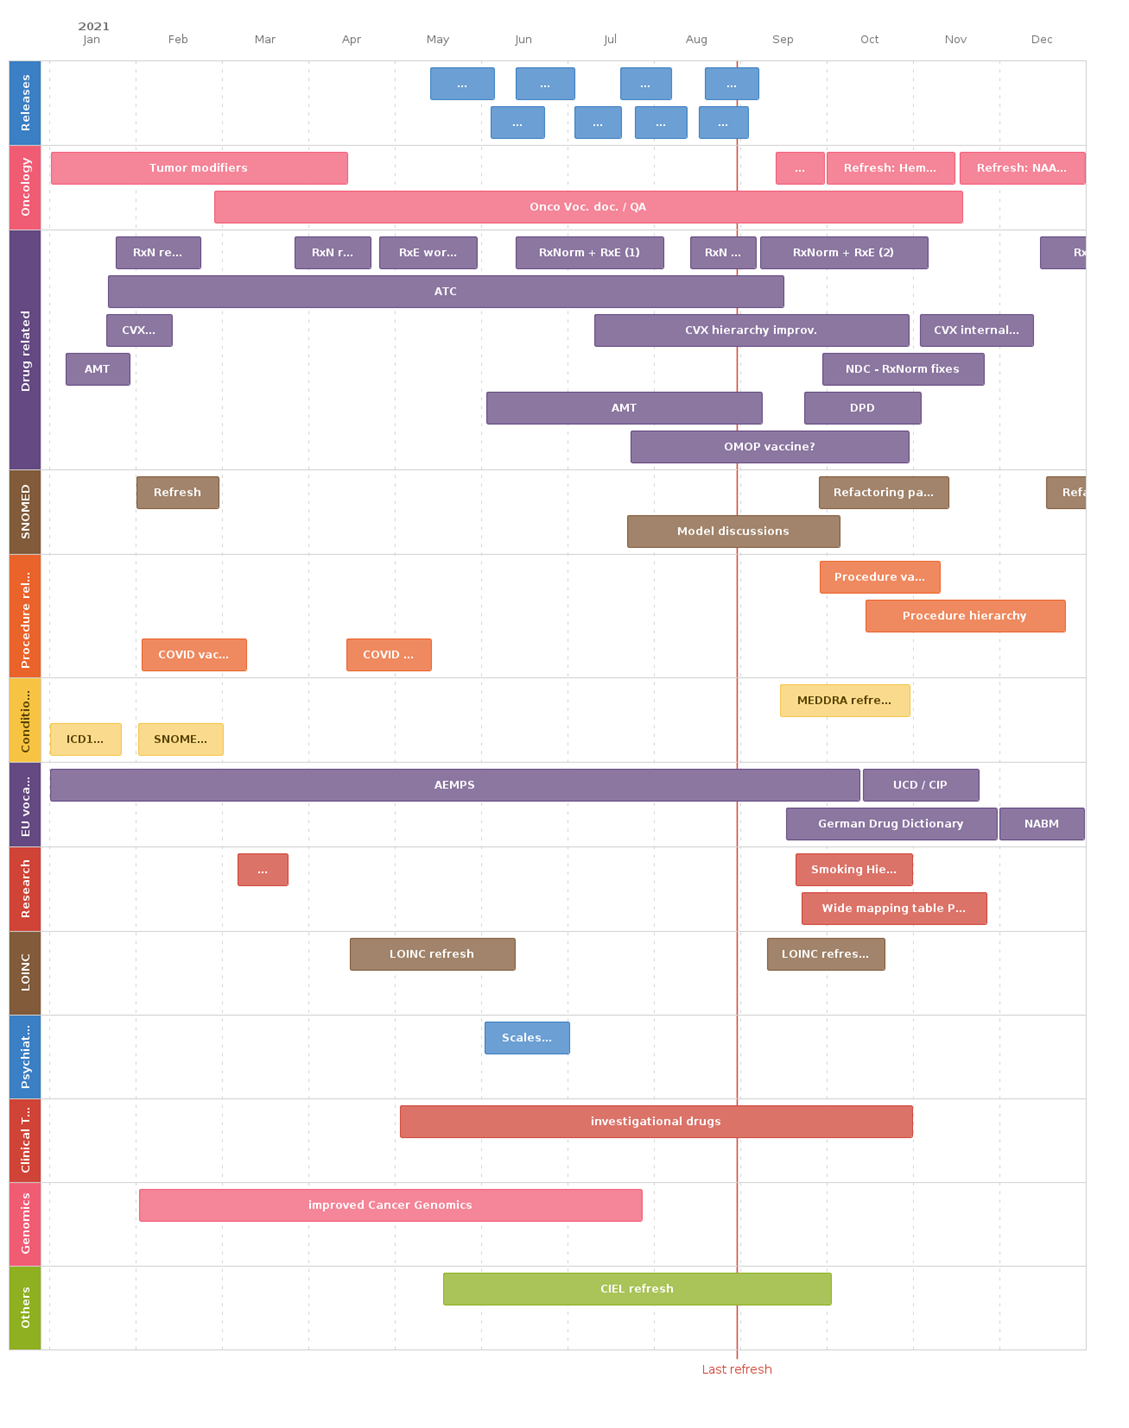 2021
Jan Feb Mar Apr May Jun Jul Aug Sep Oct Nov Dec
Releases
... ... ... ...
... ... ... ...
Oncology
Tumor modifiers ... Refresh: Hem... Refresh: NAA...
Onco Voc. doc. / QA
Drug related
RxN re... RxN r... RxE wor... RxNorm + RxE (1) RxN ... RxNorm + RxE (2) Rx
ATC
CVX... CVX hierarchy improv. CVX internal...
AMT NDC - RxNorm fixes
AMT DPD
OMOP vaccine?
SNOMED
Refresh Refactoring pa... Refa
Model discussions
Procedure rel...
Procedure va...
Procedure hierarchy
COVID vac... COVID ...
Conditio...
MEDDRA refre...
ICD1... SNOME...
EU voca...
AEMPS UCD / CIP
German Drug Dictionary NABM
Research
... Smoking Hie...
Wide mapping table P...
LOINC
LOINC refresh LOINC refres...
Psychiat...
Scales...
Clinical T...
investigational drugs
Genomics
improved Cancer Genomics
Others
CIEL refresh
Last refresh